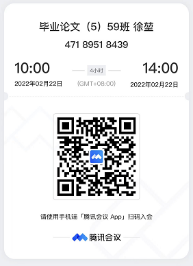 毕业论文（5）59班 徐堃
471 8951 8439
10:00
4小时
14:00
2022年02月22日
(GMT+08:00)
2022年02月22日
请使用手机端「腾讯会议 App」扫码入会
腾讯会议